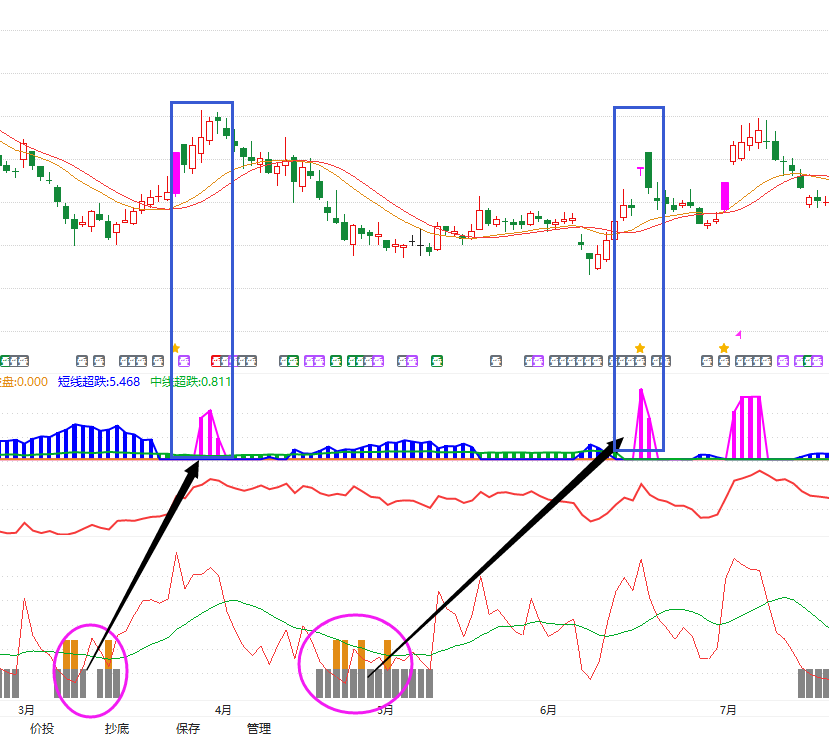 盘:0.000 短线超跌:5.468 中线超跌:0.811
3月 4月 5月 6月 7月
价投 抄底 保存 管理